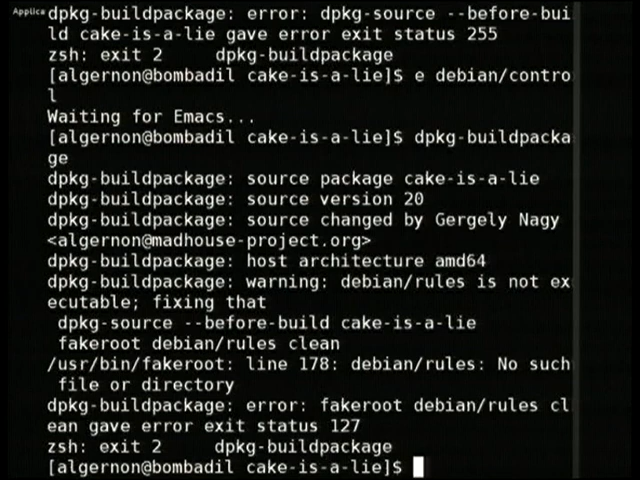 Applica
dpkg-buildpackage: error: dpkg-source --before-bui
ld cake-is-a-lie gave error exit status 255
zsh: exit 2     dpkg-buildpackage
[algernon@bombadil cake-is-a-lie]$ e debian/contro
l
Waiting for Emacs...
[algernon@bombadil cake-is-a-lie]$ dpkg-buildpacka
ge
dpkg-buildpackage: source package cake-is-a-lie
dpkg-buildpackage: source version 20
dpkg-buildpackage: source changed by Gergely Nagy
<algernon@madhouse-project.org>
dpkg-buildpackage: host architecture amd64
dpkg-buildpackage: warning: debian/rules is not ex
ecutable; fixing that
 dpkg-source --before-build cake-is-a-lie
 fakeroot debian/rules clean
/usr/bin/fakeroot: line 178: debian/rules: No such
 file or directory
dpkg-buildpackage: error: fakeroot debian/rules cl
ean gave error exit status 127
zsh: exit 2     dpkg-buildpackage
[algernon@bombadil cake-is-a-lie]$